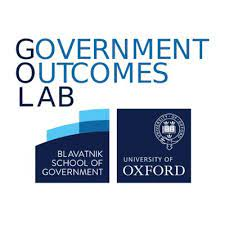 GOVERNMENT
OUTCOMES
LAB
BLAVATNIK
SCHOOL OF
GOVERNMENT
UNIVERSITY OF
OXFORD